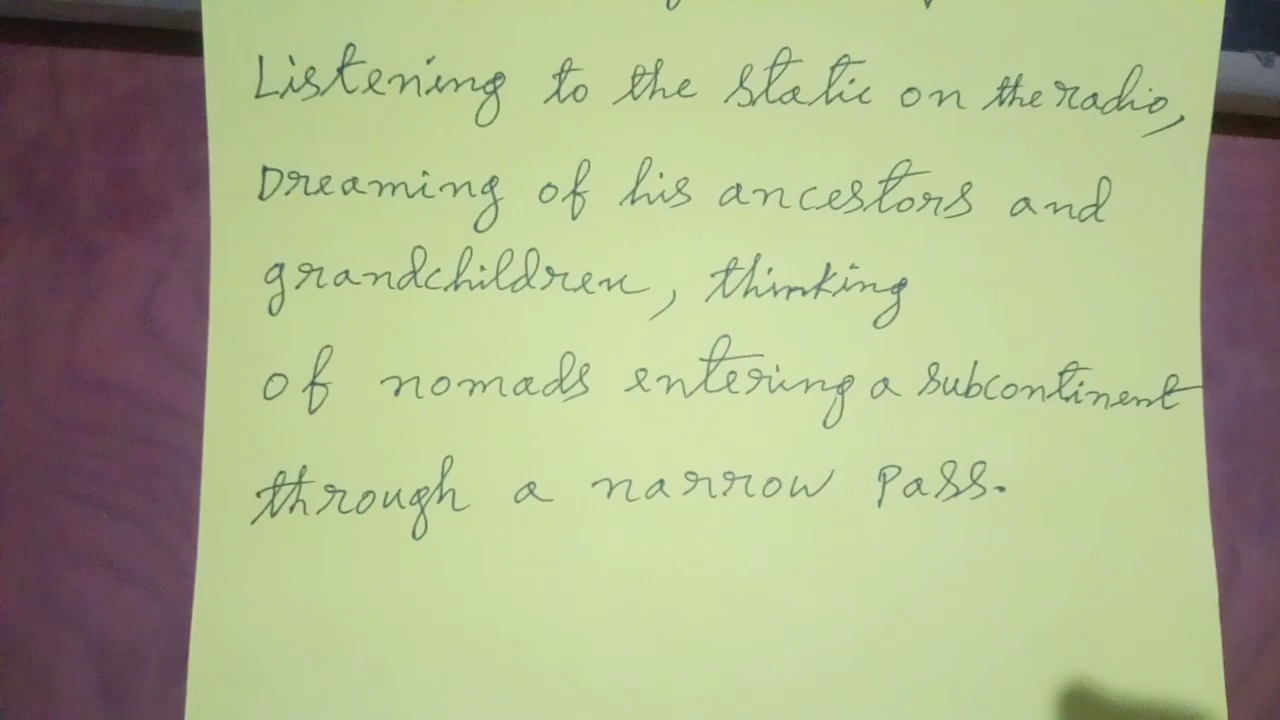 Listening to the static on the radio,
Dreaming of his ancestors and
grandchildren, thinking
of nomads entering a subcontinent
through a narrow pass.